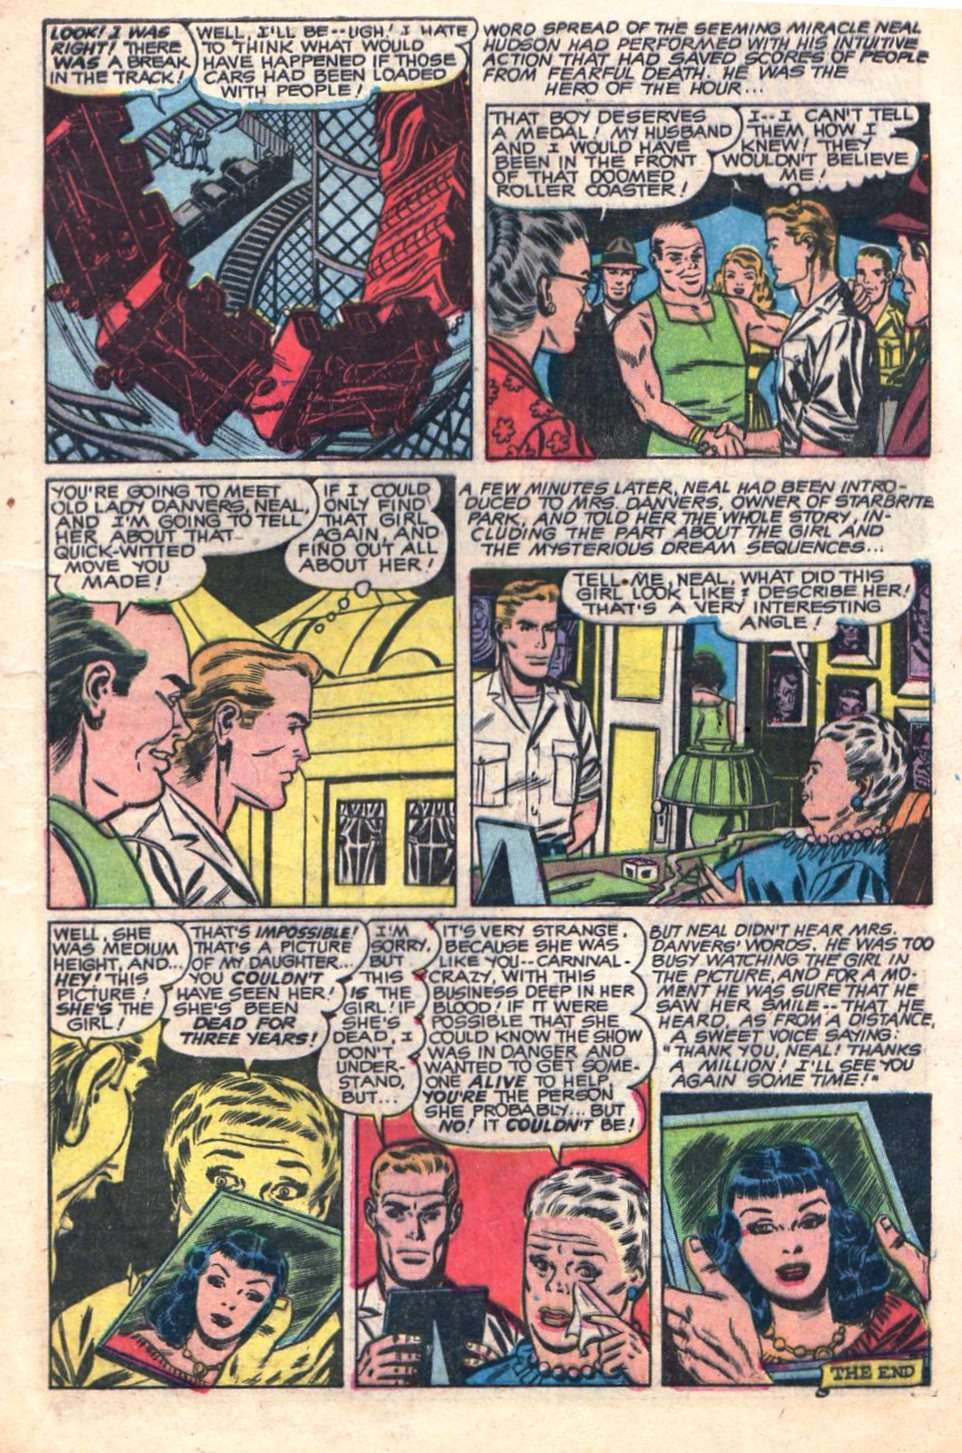 LOOK! I WAS
RIGHT! THERE
WAS A BREAK
IN THE TRACK!
WELL, I'LL BE--UGH! I HATE
TO THINK WHAT WOULD
HAVE HAPPENED IF THOSE
CARS HAD BEEN LOADED
WITH PEOPLE!
WORD SPREAD OF THE SEEMING MIRACLE NEAL
HUDSON HAD PERFORMED WITH HIS INTUITIVE
ACTION THAT HAD SAVED SCORES OF PEOPLE
FROM FEARFUL DEATH. HE WAS THE
HERO OF THE HOUR...
THAT BOY DESERVES
A MEDAL! MY HUSBAND
AND I WOULD HAVE
BEEN IN THE FRONT
OF THAT DOOMED
ROLLER COASTER!
I--I CAN'T TELL
THEM HOW I
KNEW! THEY
WOULDN'T BELIEVE
ME!
YOU'RE GOING TO MEET
OLD LADY DANVERS, NEAL,
AND I'M GOING TO TELL
HER ABOUT THAT
QUICK-WITTED
MOVE YOU
MADE!
IF I COULD
ONLY FIND
THAT GIRL
AGAIN, AND
FIND OUT ALL
ABOUT HER!
A FEW MINUTES LATER, NEAL HAD BEEN INTRO-
DUCED TO MRS. DANVERS, OWNER OF STARBRITE
PARK, AND TOLD HER THE WHOLE STORY, IN-
CLUDING THE PART ABOUT THE GIRL AND
THE MYSTERIOUS DREAM SEQUENCES...
TELL ME, NEAL, WHAT DID THIS
GIRL LOOK LIKE? DESCRIBE HER!
THAT'S A VERY INTERESTING
ANGLE!
WELL, SHE
WAS MEDIUM
HEIGHT, AND...
HEY! THIS
PICTURE!
SHE'S THE
GIRL!
THAT'S IMPOSSIBLE!
THAT'S A PICTURE
OF MY DAUGHTER...
YOU COULDN'T
HAVE SEEN HER!
SHE'S BEEN
DEAD FOR
THREE YEARS!
I'M
SORRY,
BUT
THIS
IS THE
GIRL! IF
SHE'S
DEAD, I
DON'T
UNDER-
STAND,
BUT...
IT'S VERY STRANGE,
BECAUSE SHE WAS
LIKE YOU--CARNIVAL-
CRAZY, WITH THIS
BUSINESS DEEP IN HER
BLOOD! IF IT WERE
POSSIBLE THAT SHE
COULD KNOW THE SHOW
WAS IN DANGER AND
WANTED TO GET SOME-
ONE ALIVE TO HELP,
YOU'RE THE PERSON
SHE PROBABLY... BUT
NO! IT COULDN'T BE!
BUT NEAL DIDN'T HEAR MRS.
DANVERS' WORDS. HE WAS TOO
BUSY WATCHING THE GIRL IN
THE PICTURE, AND FOR A MO-
MENT HE WAS SURE THAT HE
SAW HER SMILE--THAT HE
HEARD, AS FROM A DISTANCE,
A SWEET VOICE SAYING:
"THANK YOU, NEAL! THANKS
A MILLION! I'LL SEE YOU
AGAIN SOME TIME!"
THE END